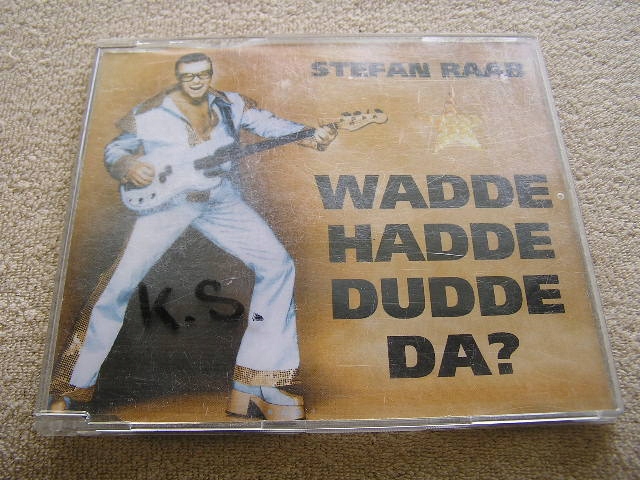 STEFAN RAAB
WADDE
HADDE
DUDDE
DA?
K.S.